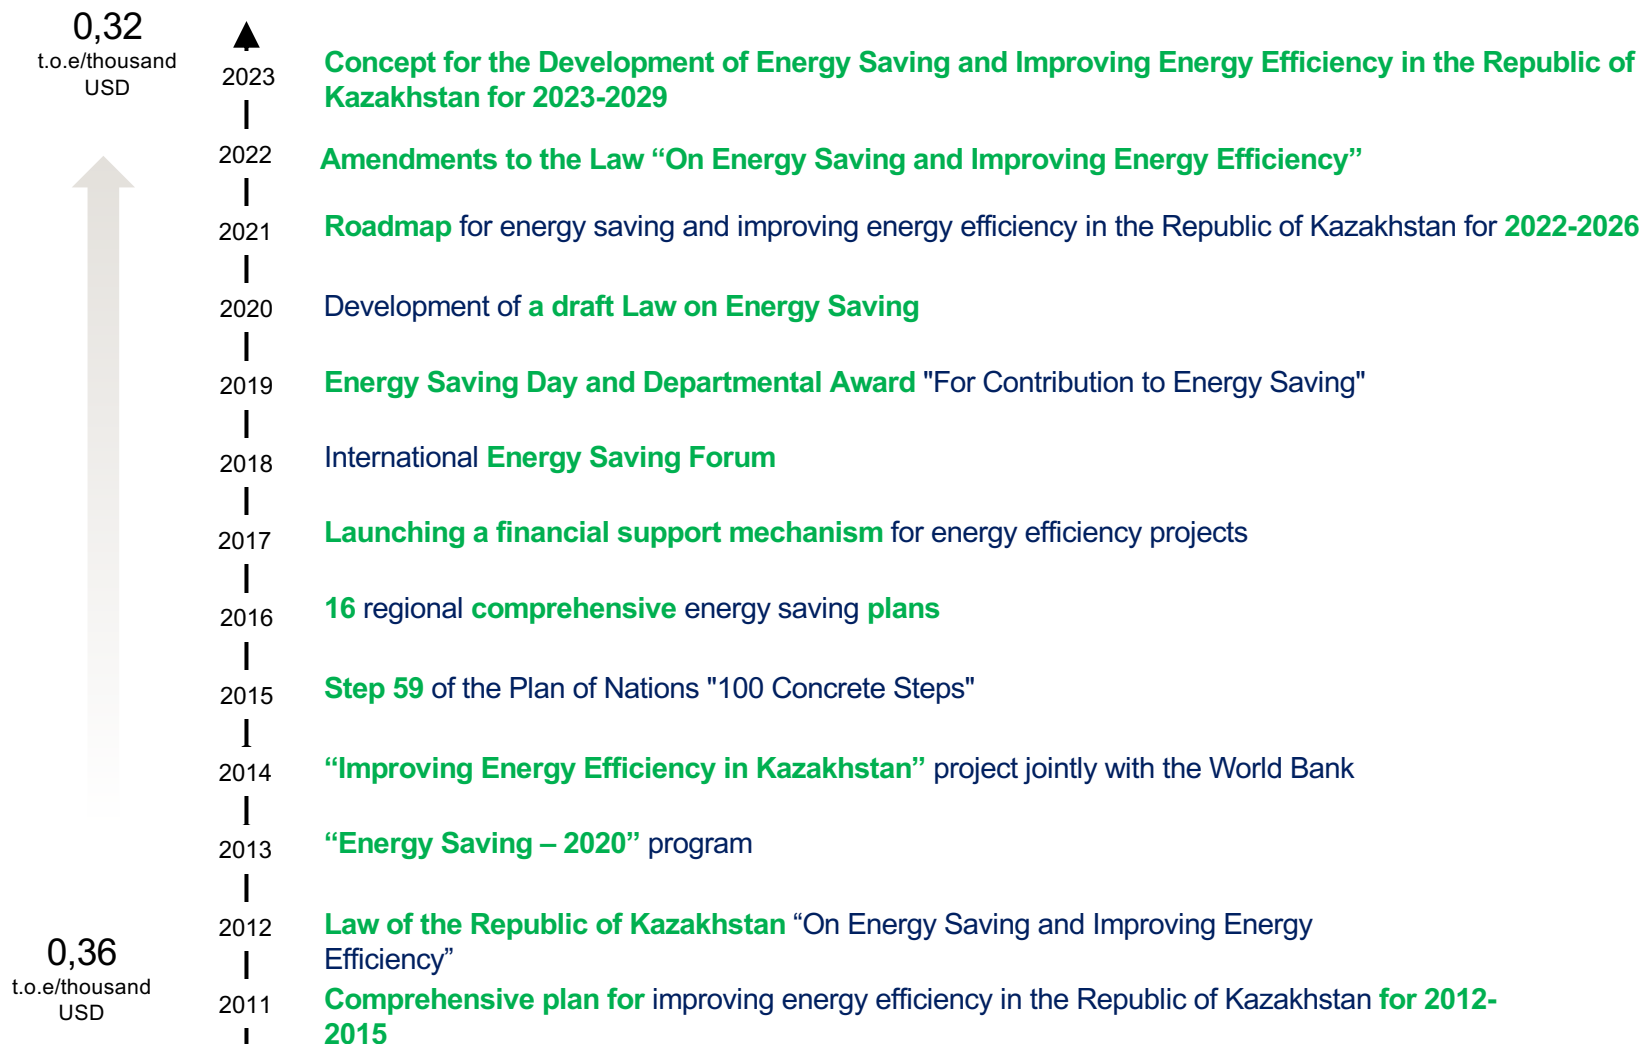 0,32
t.o.e/thousand
USD
2023
Concept for the Development of Energy Saving and Improving Energy Efficiency in the Republic of
Kazakhstan for 2023-2029
2022
Amendments to the Law “On Energy Saving and Improving Energy Efficiency”
2021
Roadmap for energy saving and improving energy efficiency in the Republic of Kazakhstan for 2022-2026
2020
Development of a draft Law on Energy Saving
2019
Energy Saving Day and Departmental Award "For Contribution to Energy Saving"
2018
International Energy Saving Forum
2017
Launching a financial support mechanism for energy efficiency projects
2016
16 regional comprehensive energy saving plans
2015
Step 59 of the Plan of Nations "100 Concrete Steps"
2014
“Improving Energy Efficiency in Kazakhstan” project jointly with the World Bank
2013
“Energy Saving – 2020” program
2012
Law of the Republic of Kazakhstan “On Energy Saving and Improving Energy
Efficiency”
0,36
t.o.e/thousand
USD
2011
Comprehensive plan for improving energy efficiency in the Republic of Kazakhstan for 2012-
2015